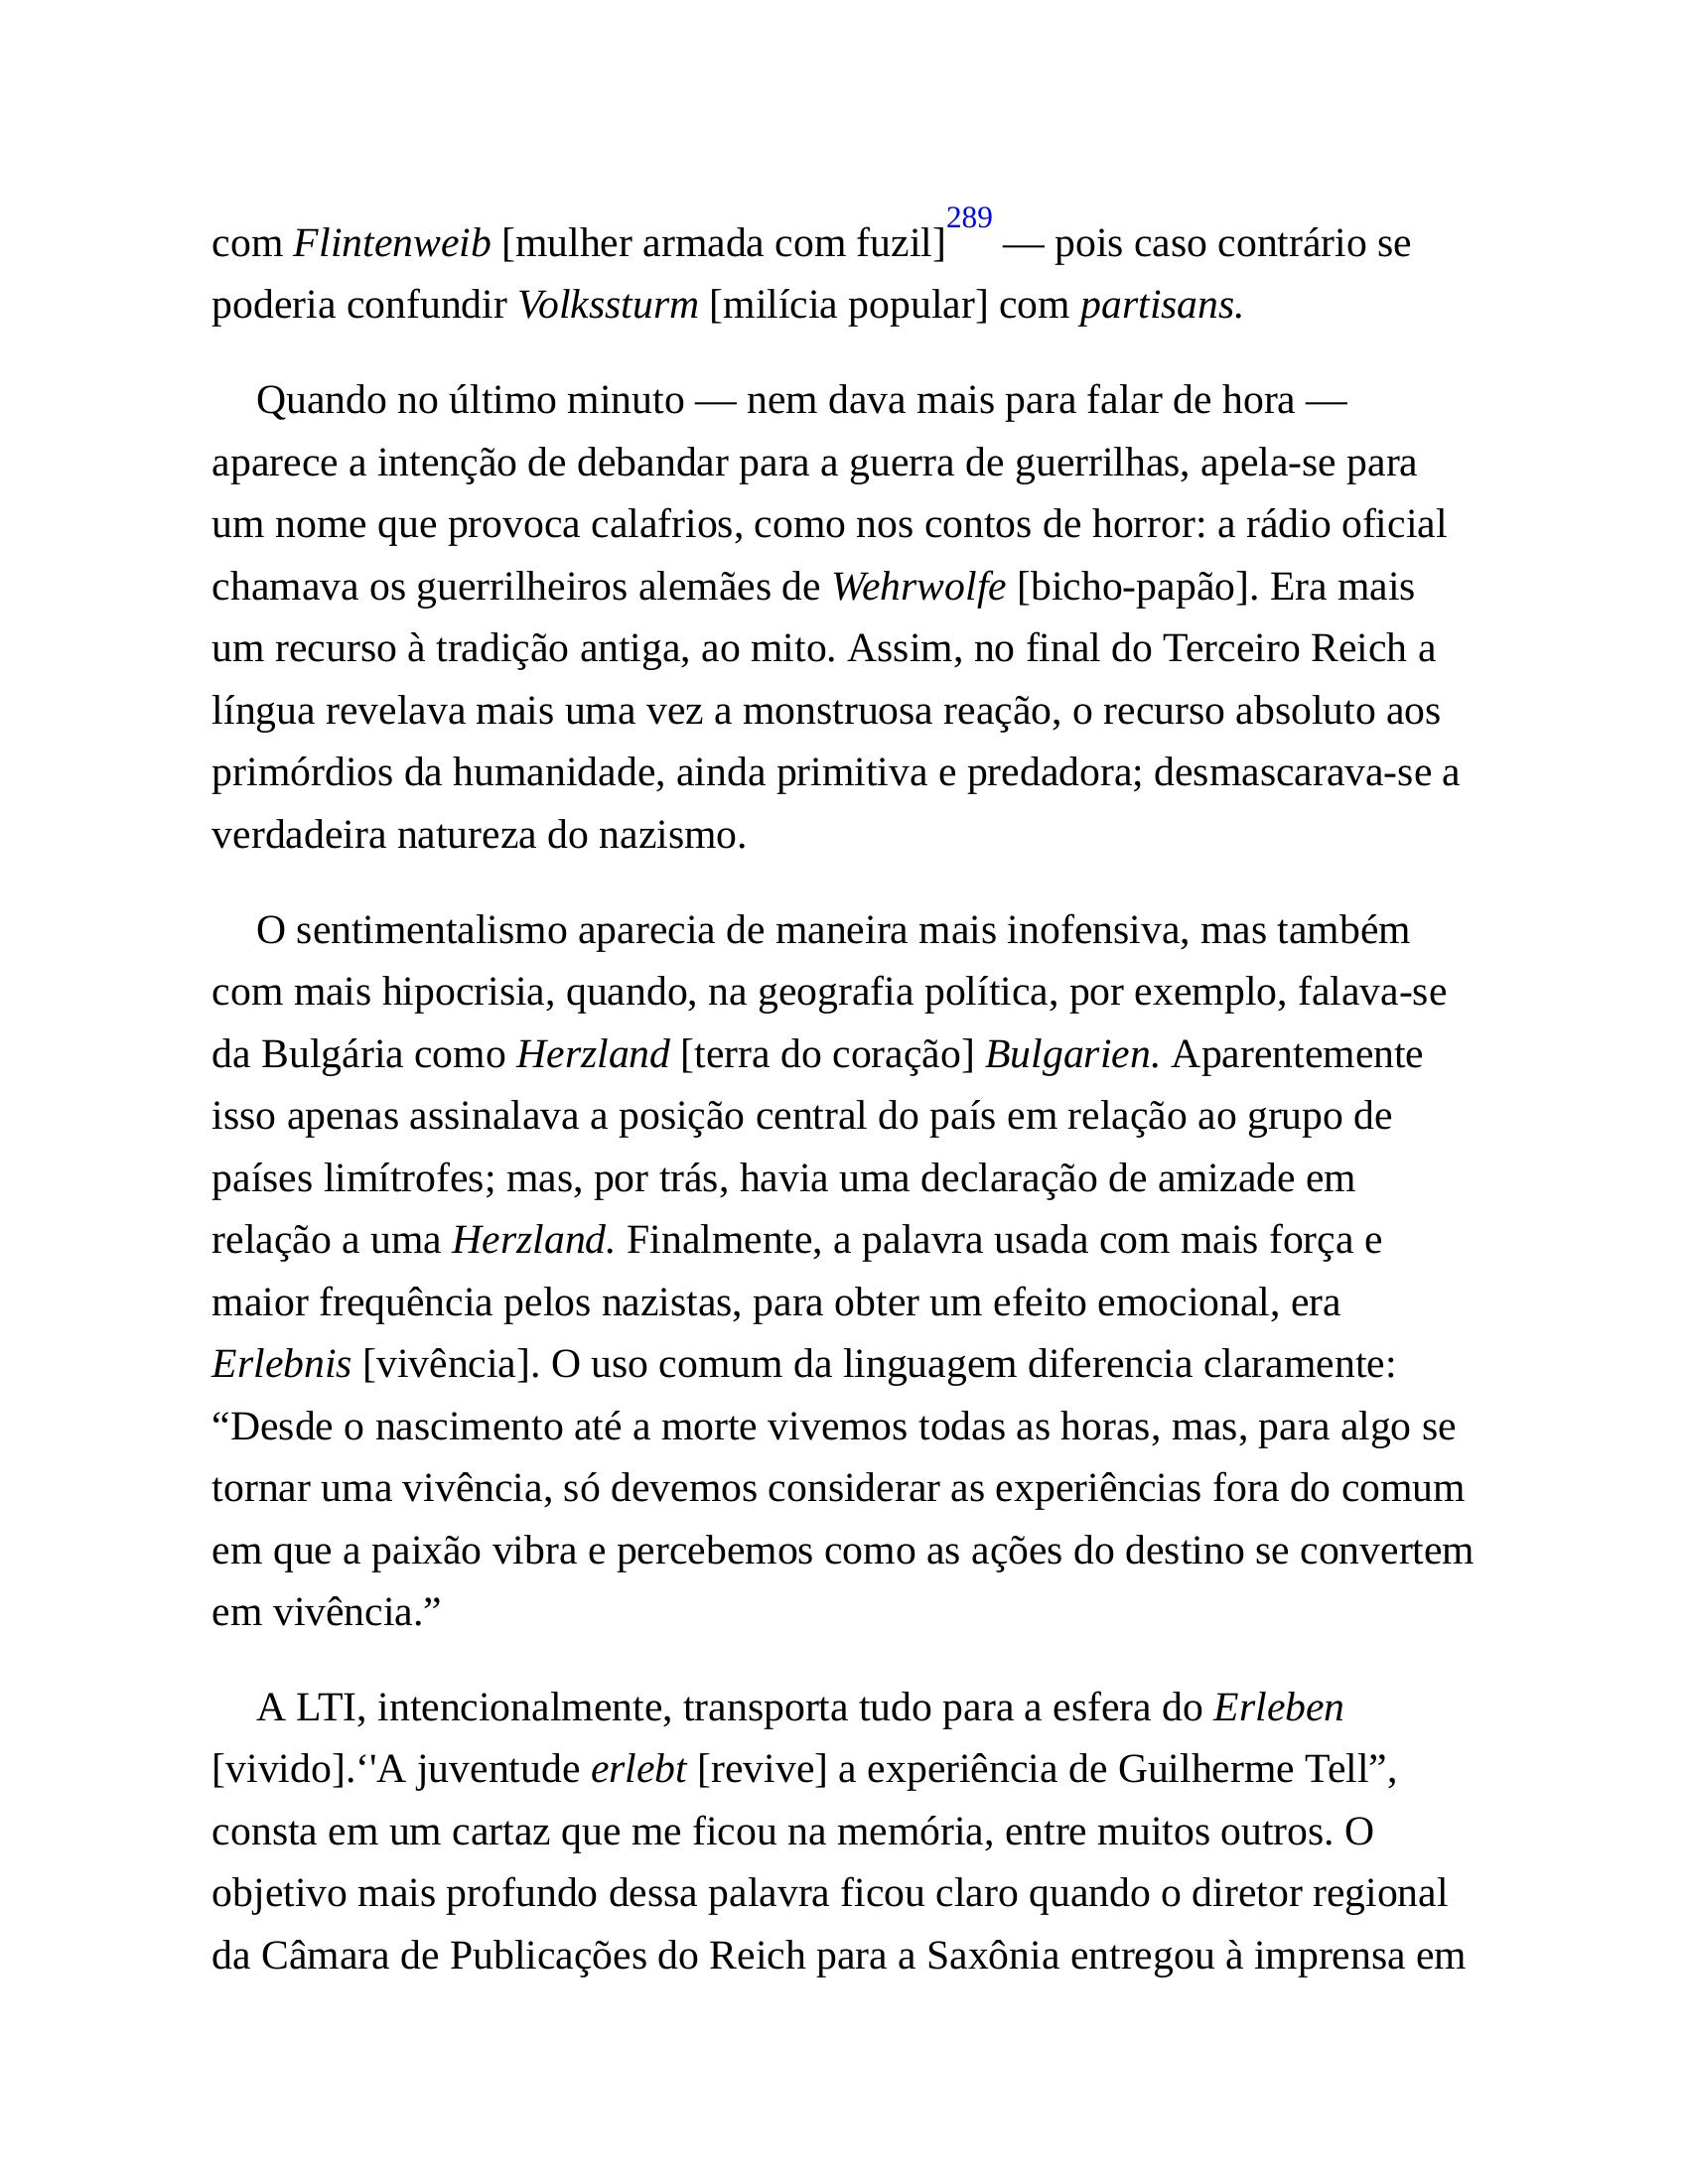 com Flintenweib [mulher armada com fuzil]289 — pois caso contrário se
poderia confundir Volkssturm [milícia popular] com partisans.
Quando no último minuto — nem dava mais para falar de hora —
aparece a intenção de debandar para a guerra de guerrilhas, apela-se para
um nome que provoca calafrios, como nos contos de horror: a rádio oficial
chamava os guerrilheiros alemães de Wehrwolfe [bicho-papão]. Era mais
um recurso à tradição antiga, ao mito. Assim, no final do Terceiro Reich a
língua revelava mais uma vez a monstruosa reação, o recurso absoluto aos
primórdios da humanidade, ainda primitiva e predadora; desmascarava-se a
verdadeira natureza do nazismo.
O sentimentalismo aparecia de maneira mais inofensiva, mas também
com mais hipocrisia, quando, na geografia política, por exemplo, falava-se
da Bulgária como Herzland [terra do coração] Bulgarien. Aparentemente
isso apenas assinalava a posição central do país em relação ao grupo de
países limítrofes; mas, por trás, havia uma declaração de amizade em
relação a uma Herzland. Finalmente, a palavra usada com mais força e
maior frequência pelos nazistas, para obter um efeito emocional, era
Erlebnis [vivência]. O uso comum da linguagem diferencia claramente:
“Desde o nascimento até a morte vivemos todas as horas, mas, para algo se
tornar uma vivência, só devemos considerar as experiências fora do comum
em que a paixão vibra e percebemos como as ações do destino se convertem
em vivência.”
A LTI, intencionalmente, transporta tudo para a esfera do Erleben
[vivido].‘'A juventude erlebt [revive] a experiência de Guilherme Tell”,
consta em um cartaz que me ficou na memória, entre muitos outros. O
objetivo mais profundo dessa palavra ficou claro quando o diretor regional
da Câmara de Publicações do Reich para a Saxônia entregou à imprensa em